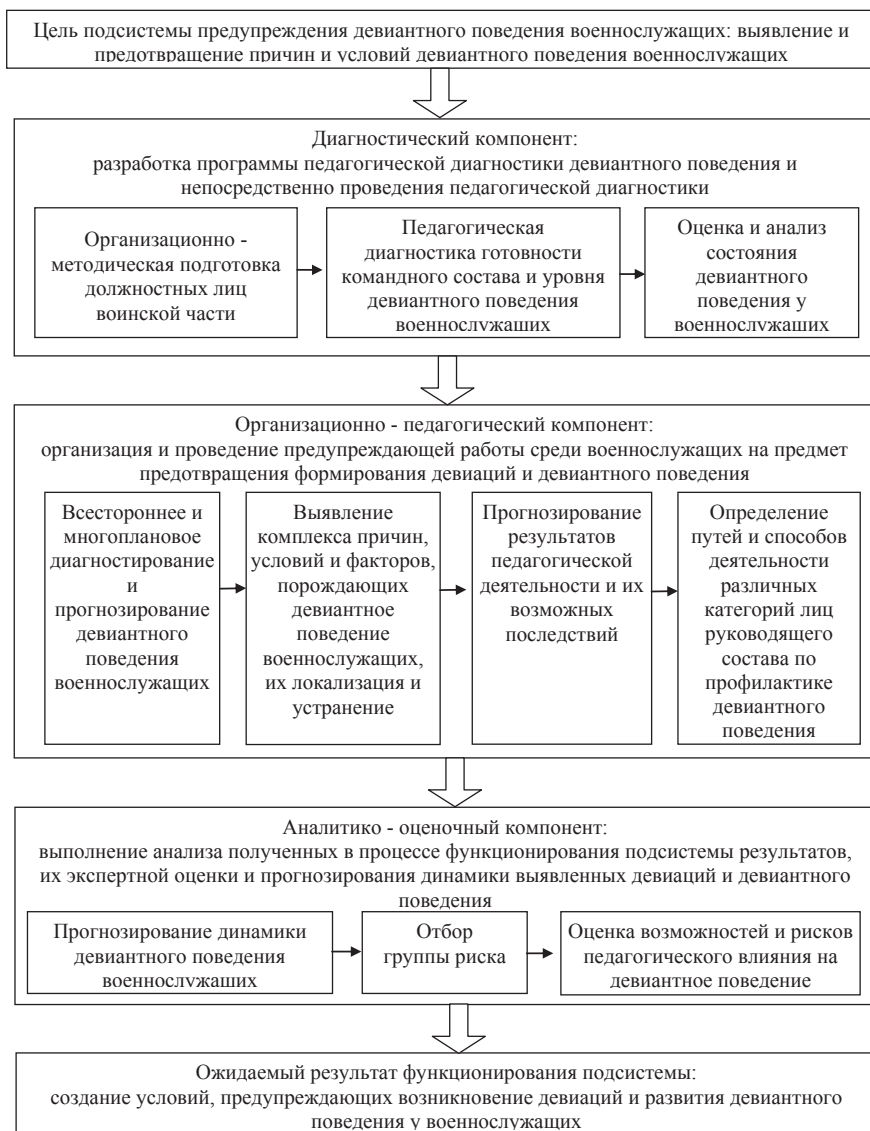 Цель подсистемы предупреждения девиантного поведения военнослужащих: выявление и
предотвращение причин и условий девиантного поведения военнослужащих
Диагностический компонент:
разработка программы педагогической диагностики девиантного поведения и
непосредственно проведения педагогической диагностики
Организационно -
методическая подготовка
должностных лиц
воинской части
Педагогическая
диагностика готовности
командного состава и уровня
девиантного поведения
военнослужащих
Оценка и анализ
состояния
девиантного
поведения у
военнослужащих
Организационно - педагогический компонент:
организация и проведение предупреждающей работы среди военнослужащих на предмет
предотвращения формирования девиаций и девиантного поведения
Всестороннее и
многоплановое
диагностирование
и
прогнозирование
девиантного
поведения
военнослужащих
Выявление
комплекса причин,
условий и факторов,
порождающих
девиантное
поведение
военнослужащих,
их локализация и
устранение
Прогнозирование
результатов
педагогической
деятельности и их
возможных
последствий
Определение
путей и способов
деятельности
различных
категорий лиц
руководящего
состава по
профилактике
девиантного
поведения
Аналитико - оценочный компонент:
выполнение анализа полученных в процессе функционирования подсистемы результатов,
их экспертной оценки и прогнозирования динамики выявленных девиаций и девиантного
поведения
Прогнозирование динамики
девиантного поведения
военнослужащих
Отбор
группы риска
Оценка возможностей и рисков
педагогического влияния на
девиантное поведение
Ожидаемый результат функционирования подсистемы:
создание условий, предупреждающих возникновение девиаций и развития девиантного
поведения у военнослужащих